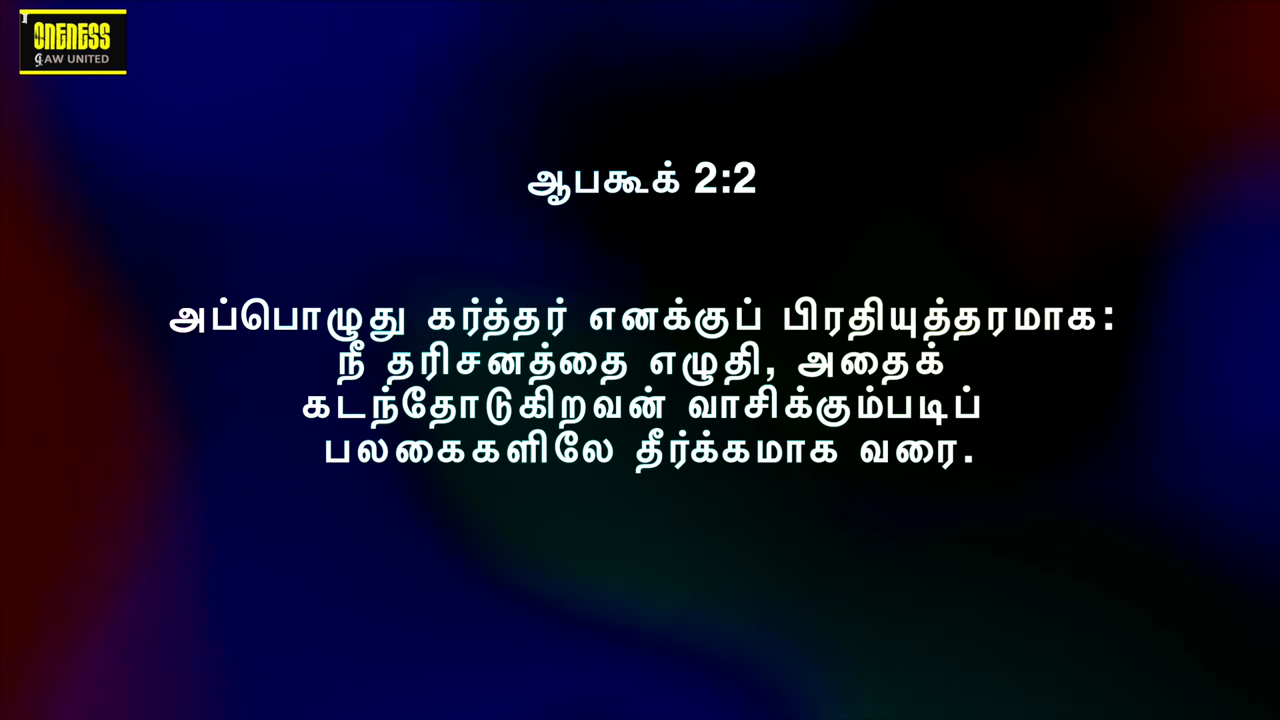 ONENESS
LAW UNITED
ஆபகூக் 2:2
அப்பொழுது கர்த்தர் எனக்குப் பிரதியுத்தரமாக:
நீ தரிசனத்தை எழுதி, அதைக்
கடந்தோடுகிறவன் வாசிக்கும்படிப்
பலகைகளிலே தீர்க்கமாக வரை.